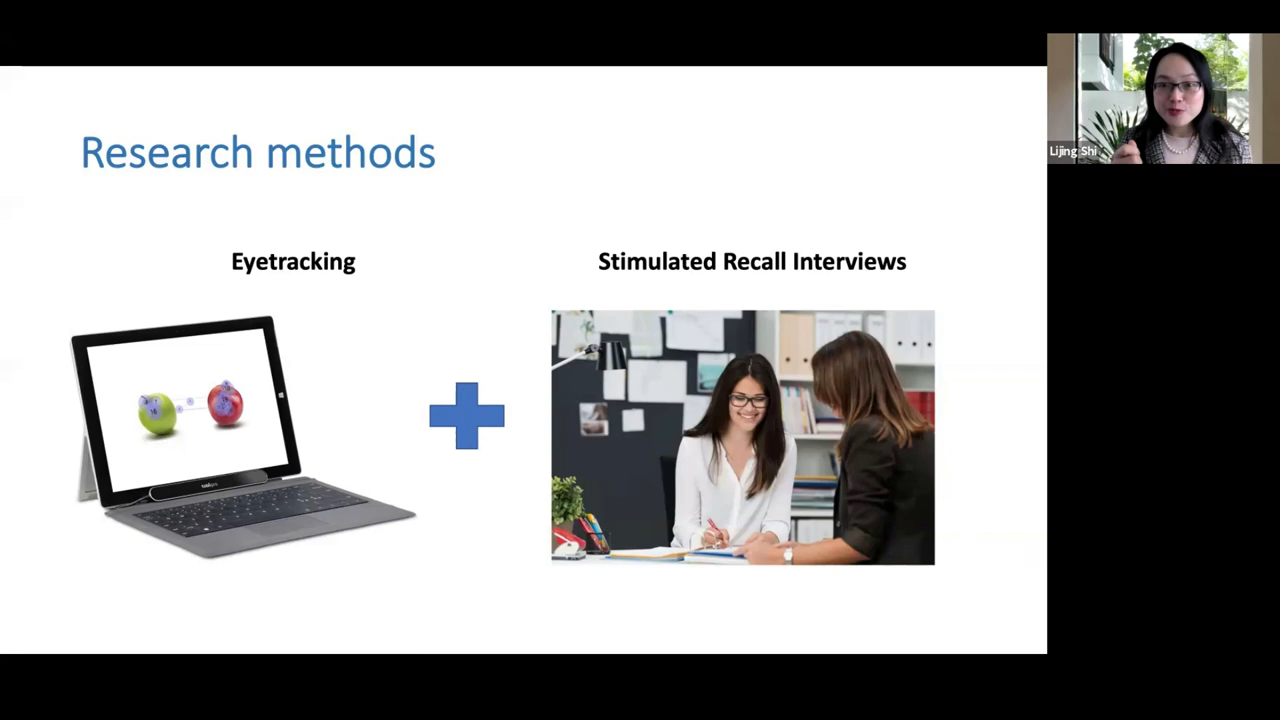 Research methods
Eyetracking
Stimulated Recall Interviews
Lijing Shi